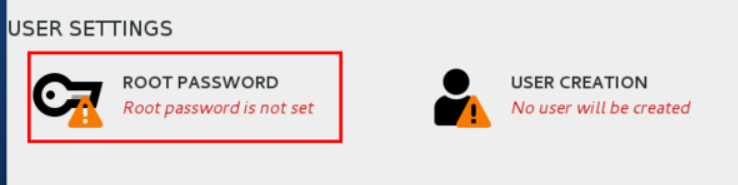 USER SETTINGS
ROOT PASSWORD
Root password is not set
USER CREATION
No user will be created